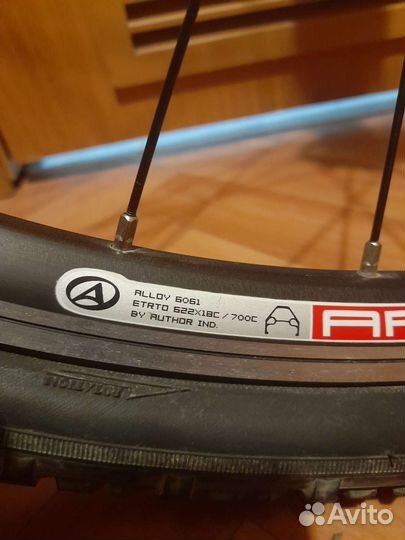 ALLOY 6061
ETRTO 622X18C / 700C
BY AUTHOR IND.
ROTATION
Avito